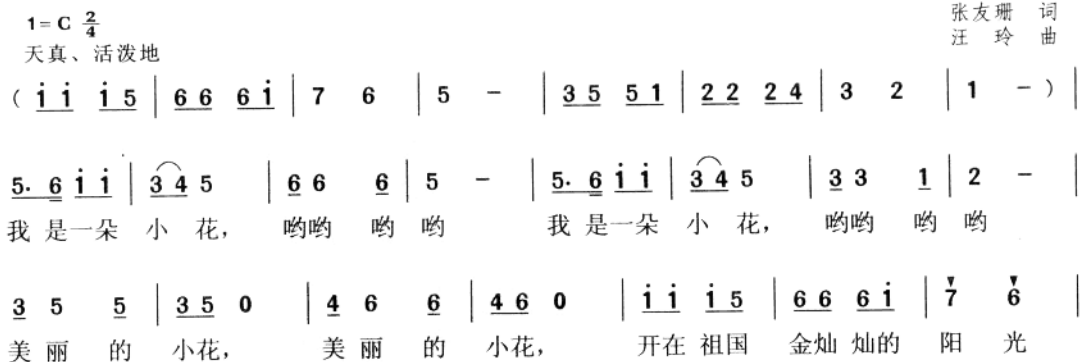 1=C 2/4
张友珊 词
天真、活泼地
汪 玲 曲
( i̇ i̇ i̇ 5 | 6 6 6 i̇ | 7 6 | 5 － | 3 5 5 1 | 2 2 2 4 | 3 2 | 1 － ) |
5. 6 i̇ i̇ | 3 4 5 | 6 6 6 | 5 － | 5. 6 i̇ i̇ | 3 4 5 | 3 3 1 | 2 － |
我 是一朵 小 花， 哟哟 哟 哟 我 是一朵 小 花， 哟哟 哟 哟
3 5 5 | 3 5 0 | 4 6 6 | 4 6 0 | i̇ i̇ i̇ 5 | 6 6 6 i̇ | 7 6 |
美 丽 的 小花， 美 丽 的 小花， 开在 祖国 金灿 灿的 阳 光